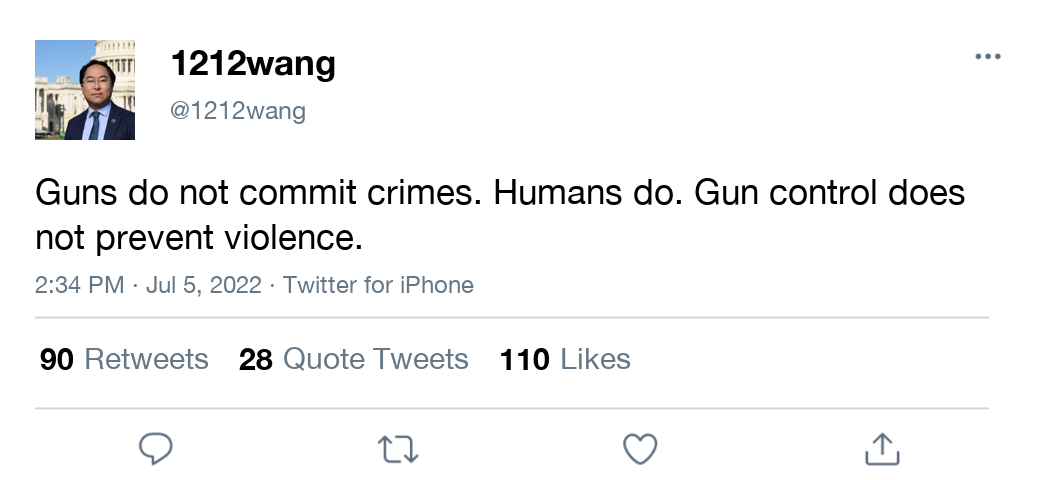 1212wang
@1212wang
Guns do not commit crimes. Humans do. Gun control does
not prevent violence.
2:34 PM · Jul 5, 2022 · Twitter for iPhone
90 Retweets 28 Quote Tweets 110 Likes